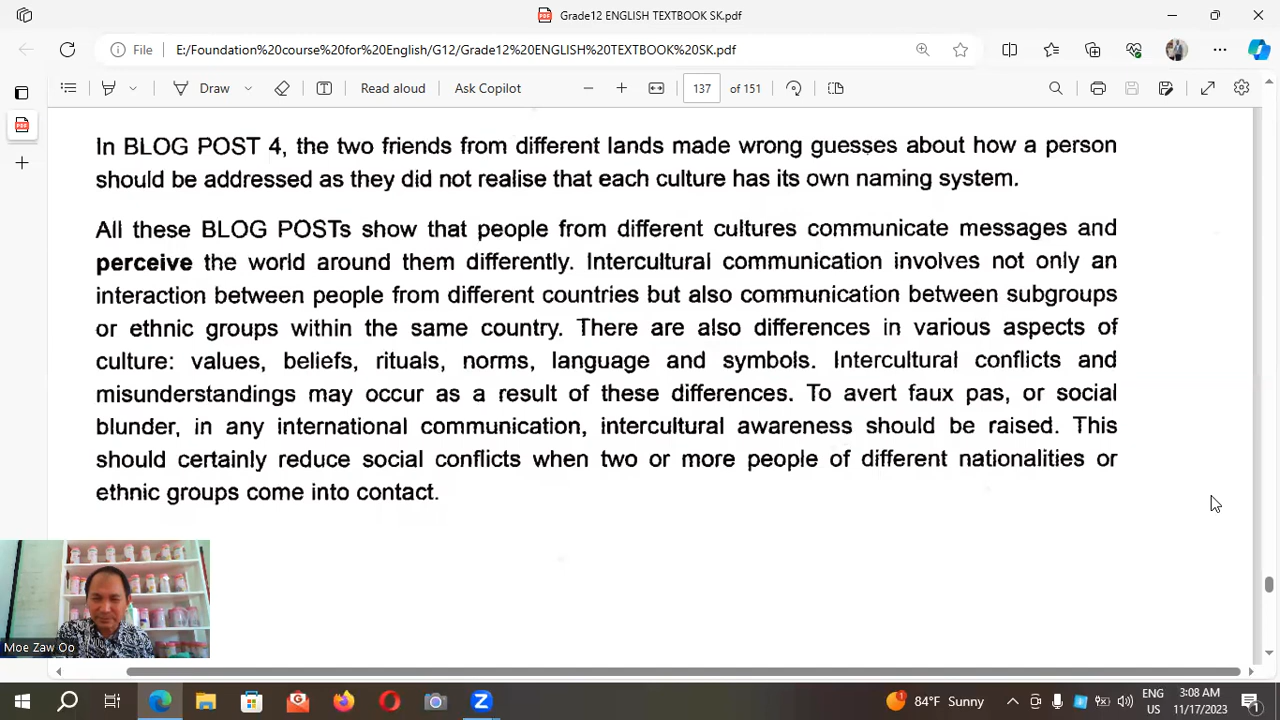 Grade12 ENGLISH TEXTBOOK SK.pdf
File E:/Foundation%20course%20for%20English/G12/Grade12%20ENGLISH%20TEXTBOOK%20SK.pdf
Draw Read aloud Ask Copilot 137 of 151
In BLOG POST 4, the two friends from different lands made wrong guesses about how a person
should be addressed as they did not realise that each culture has its own naming system.
All these BLOG POSTs show that people from different cultures communicate messages and
perceive the world around them differently. Intercultural communication involves not only an
interaction between people from different countries but also communication between subgroups
or ethnic groups within the same country. There are also differences in various aspects of
culture: values, beliefs, rituals, norms, language and symbols. Intercultural conflicts and
misunderstandings may occur as a result of these differences. To avert faux pas, or social
blunder, in any international communication, intercultural awareness should be raised. This
should certainly reduce social conflicts when two or more people of different nationalities or
ethnic groups come into contact.
Moe Zaw Oo
84°F Sunny
ENG
US
3:08 AM
11/17/2023
1